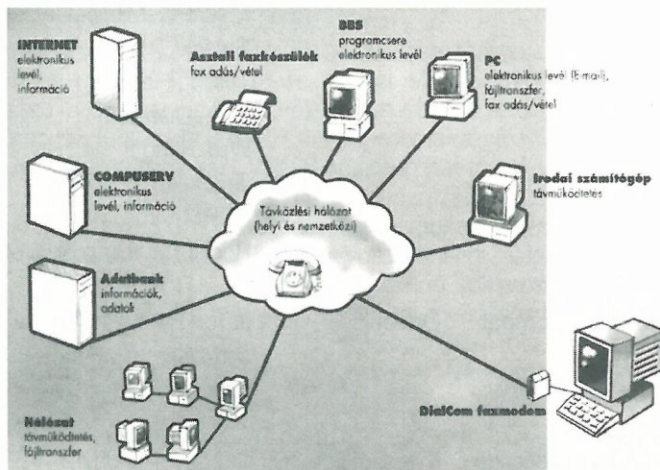 INTERNET
elektronikus
levél,
információ
Asztali faxkészülék
fax adás/vétel
BBS
programcsere
elektronikus levél
PC
elektronikus levél (E-mail),
fájltranszfer,
fax adás/vétel
COMPUSERV
elektronikus
levél, információ
Távközlési hálózat
(helyi és nemzetközi)
Irodai számítógép
távműködtetés
Adatbank
információk,
adatok
Hálózat
távműködtetés,
fájltranszfer
DialCom faxmodem